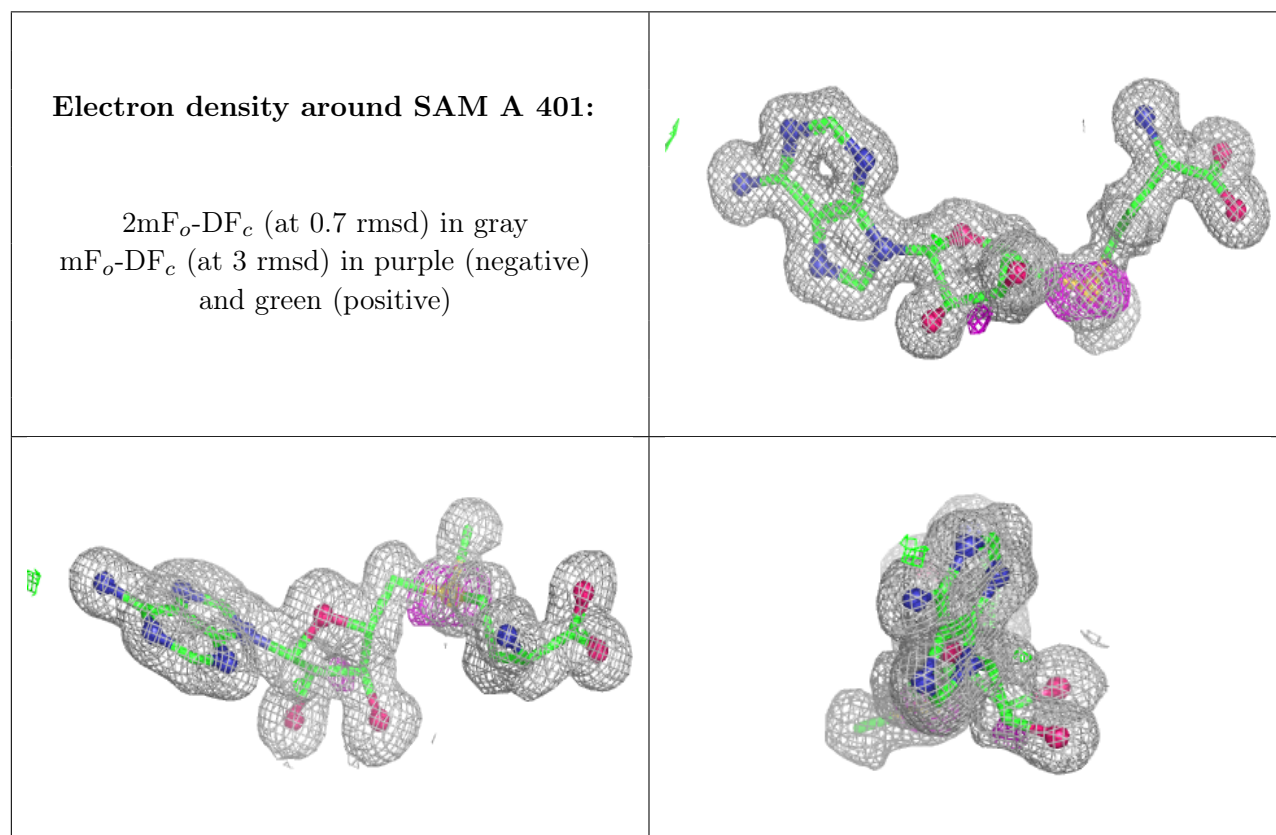 Electron density around SAM A 401:
2mFo-DFc (at 0.7 rmsd) in gray
mFo-DFc (at 3 rmsd) in purple (negative)
and green (positive)